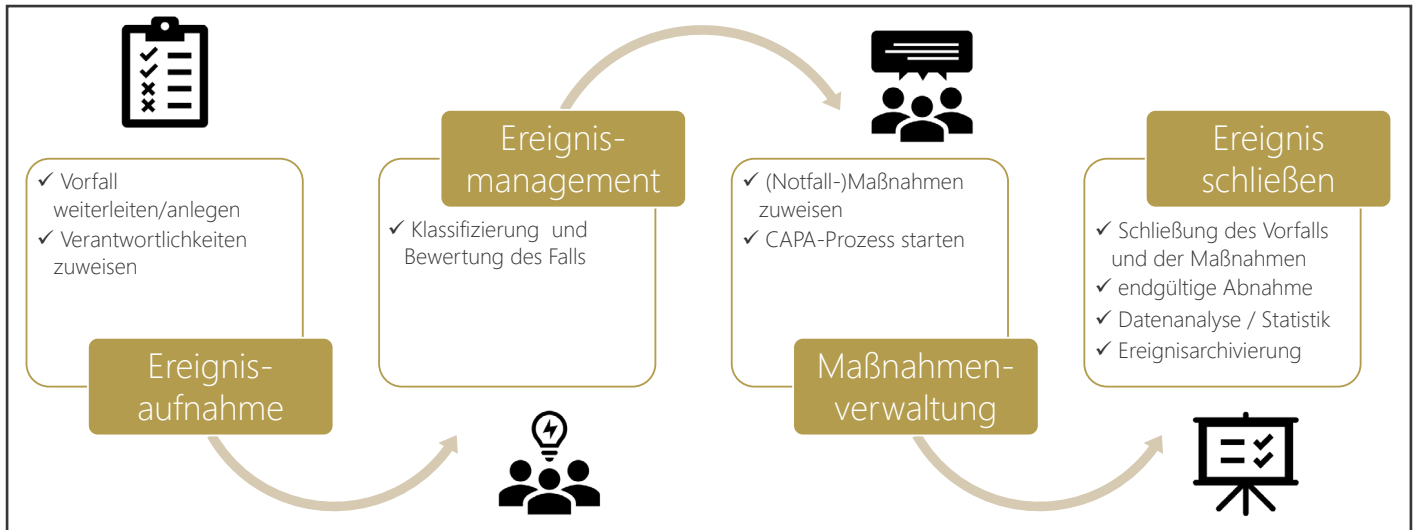 ✓ Vorfall
weiterleiten/anlegen
✓ Verantwortlichkeiten
zuweisen
Ereignis-
aufnahme
Ereignis-
management
✓ Klassifizierung und
Bewertung des Falls
✓ (Notfall-)Maßnahmen
zuweisen
✓ CAPA-Prozess starten
Maßnahmen-
verwaltung
Ereignis
schließen
✓ Schließung des Vorfalls
und der Maßnahmen
✓ endgültige Abnahme
✓ Datenanalyse / Statistik
✓ Ereignisarchivierung